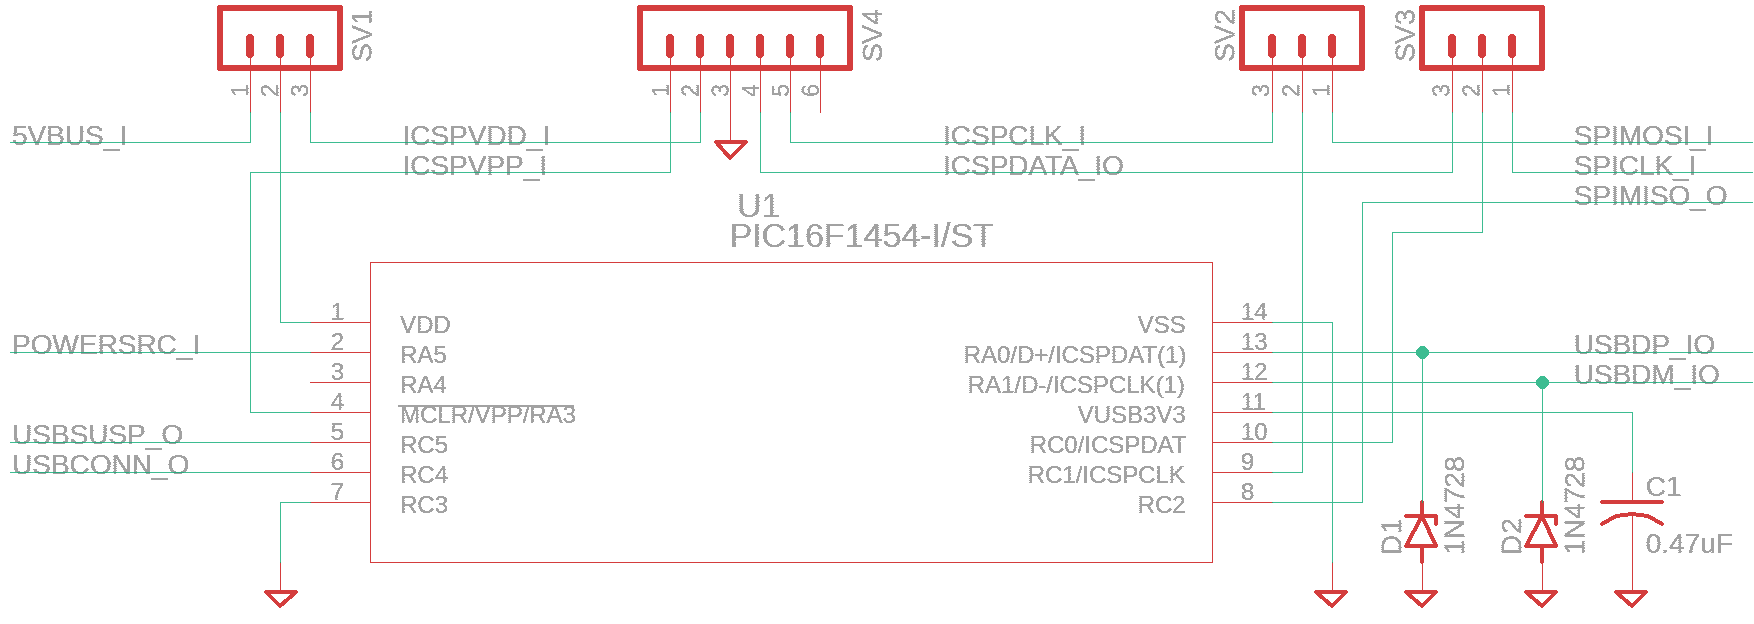 SV1
SV4
SV2
SV3
1 2 3
1 2 3 4 5 6
3 2 1
3 2 1
5VBUS_I
ICSPVDD_I
ICSPCLK_I
SPIMOSI_I
ICSPVPP_I
ICSPDATA_IO
SPICLK_I
SPIMISO_O
U1
PIC16F1454-I/ST
1 VDD
VSS 14
POWERSRC_I
2 RA5
RA0/D+/ICSPDAT(1) 13
USBDP_IO
3 RA4
RA1/D-/ICSPCLK(1) 12
USBDM_IO
4 MCLR/VPP/RA3
VUSB3V3 11
USBSUSP_O
5 RC5
RC0/ICSPDAT 10
USBCONN_O
6 RC4
RC1/ICSPCLK 9
7 RC3
RC2 8
D1
1N4728
D2
1N4728
C1
0.47uF